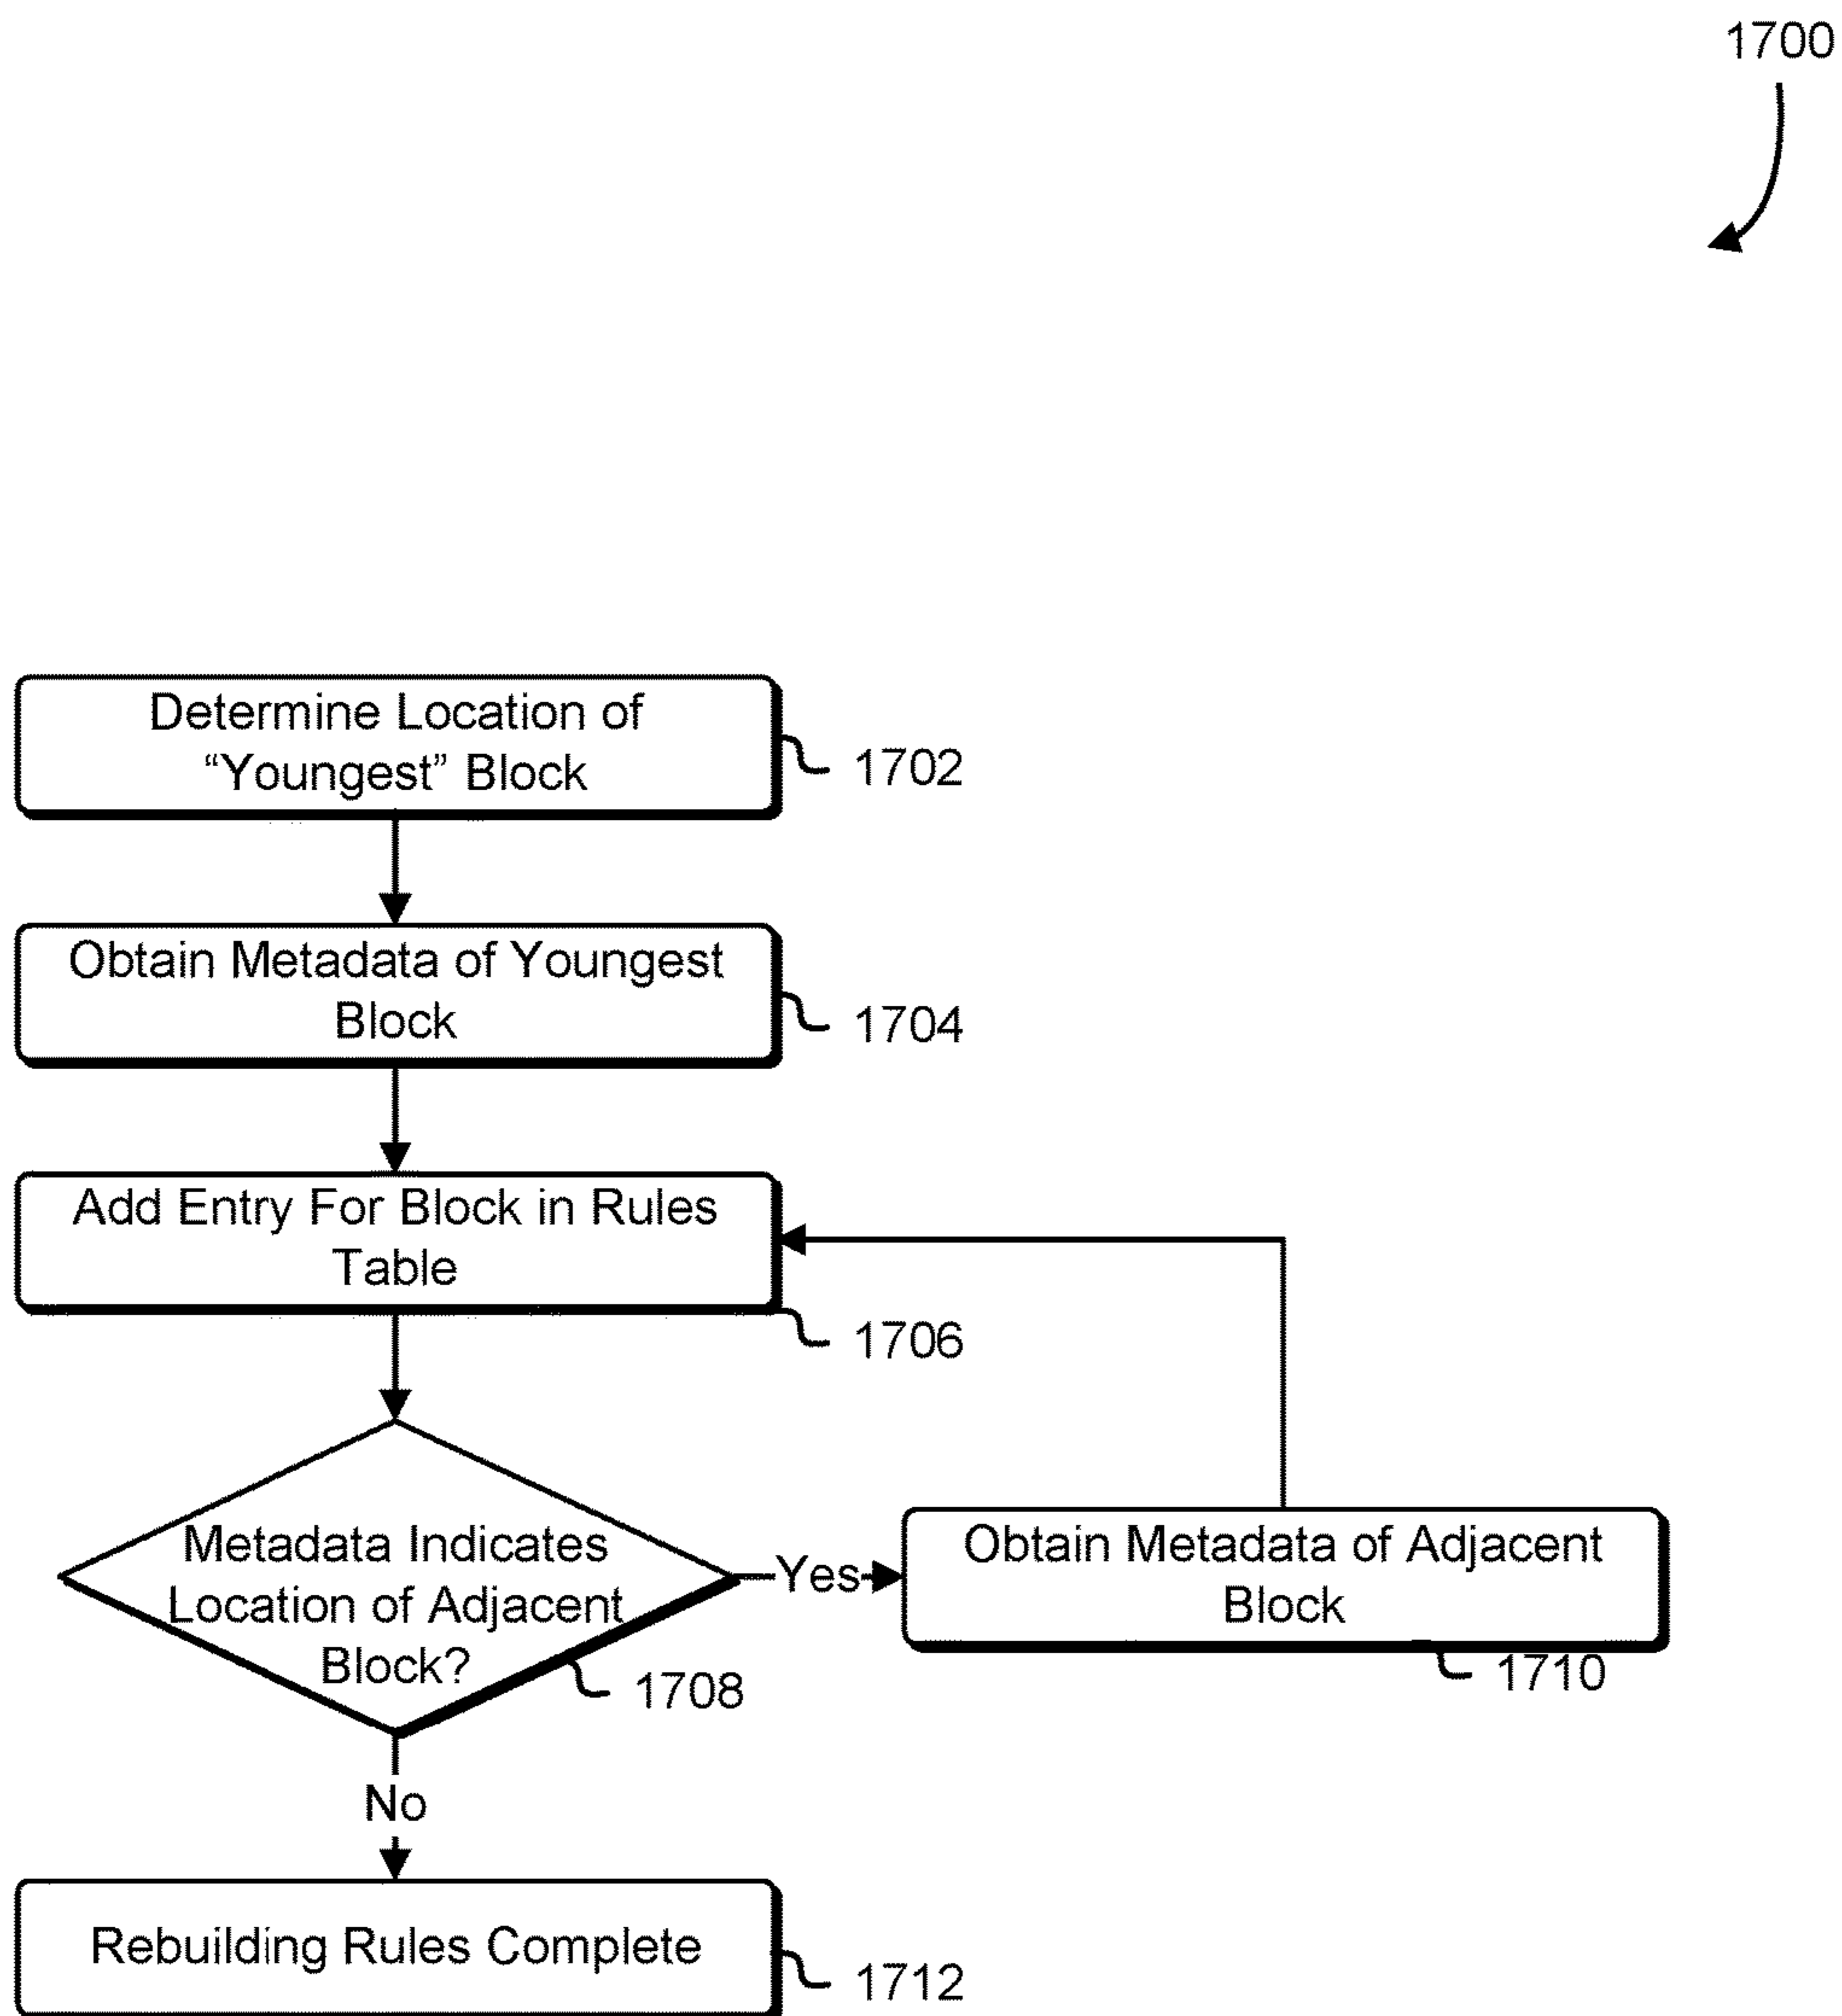 1700
Determine Location of
“Youngest” Block
1702
Obtain Metadata of Youngest
Block
1704
Add Entry For Block in Rules
Table
1706
Metadata Indicates
Location of Adjacent
Block?
1708
Yes
Obtain Metadata of Adjacent
Block
1710
No
Rebuilding Rules Complete
1712